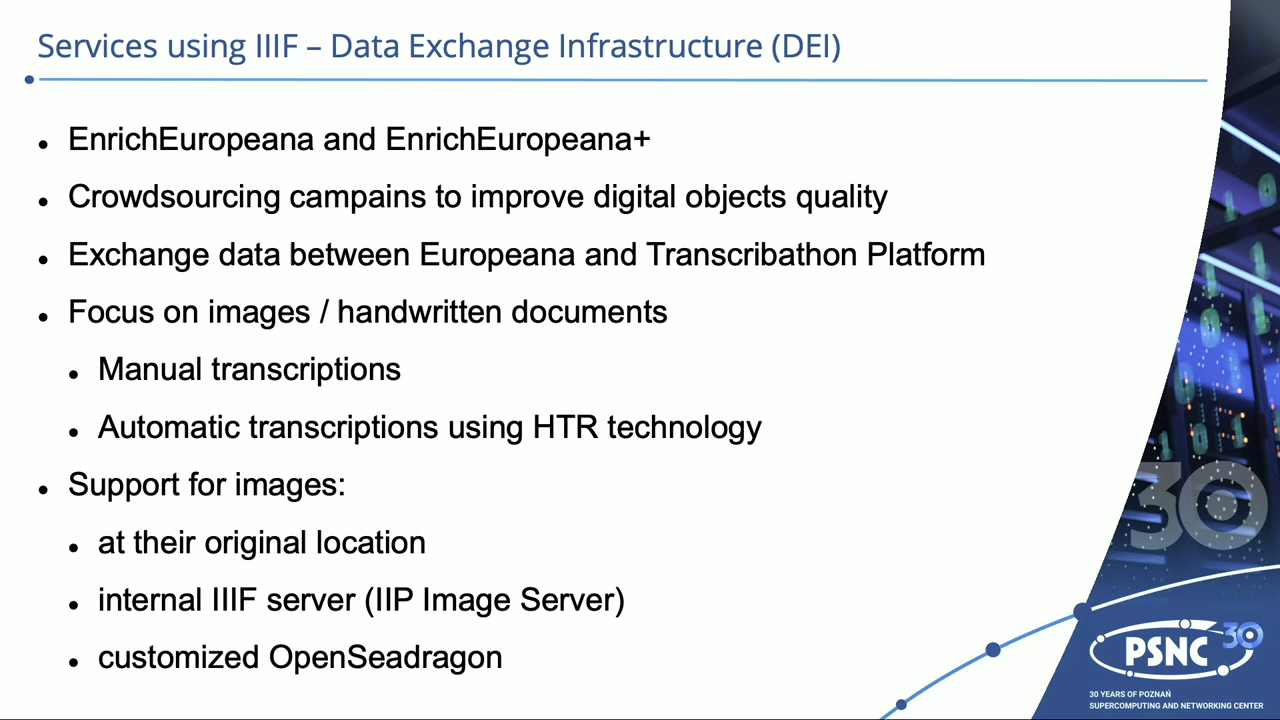 Services using IIIF – Data Exchange Infrastructure (DEI)
• EnrichEuropeana and EnrichEuropeana+
• Crowdsourcing campains to improve digital objects quality
• Exchange data between Europeana and Transcribathon Platform
• Focus on images / handwritten documents
• Manual transcriptions
• Automatic transcriptions using HTR technology
• Support for images:
• at their original location
• internal IIIF server (IIP Image Server)
• customized OpenSeadragon
30
PSNC 30
30 YEARS OF POZNAŃ
SUPERCOMPUTING AND NETWORKING CENTER